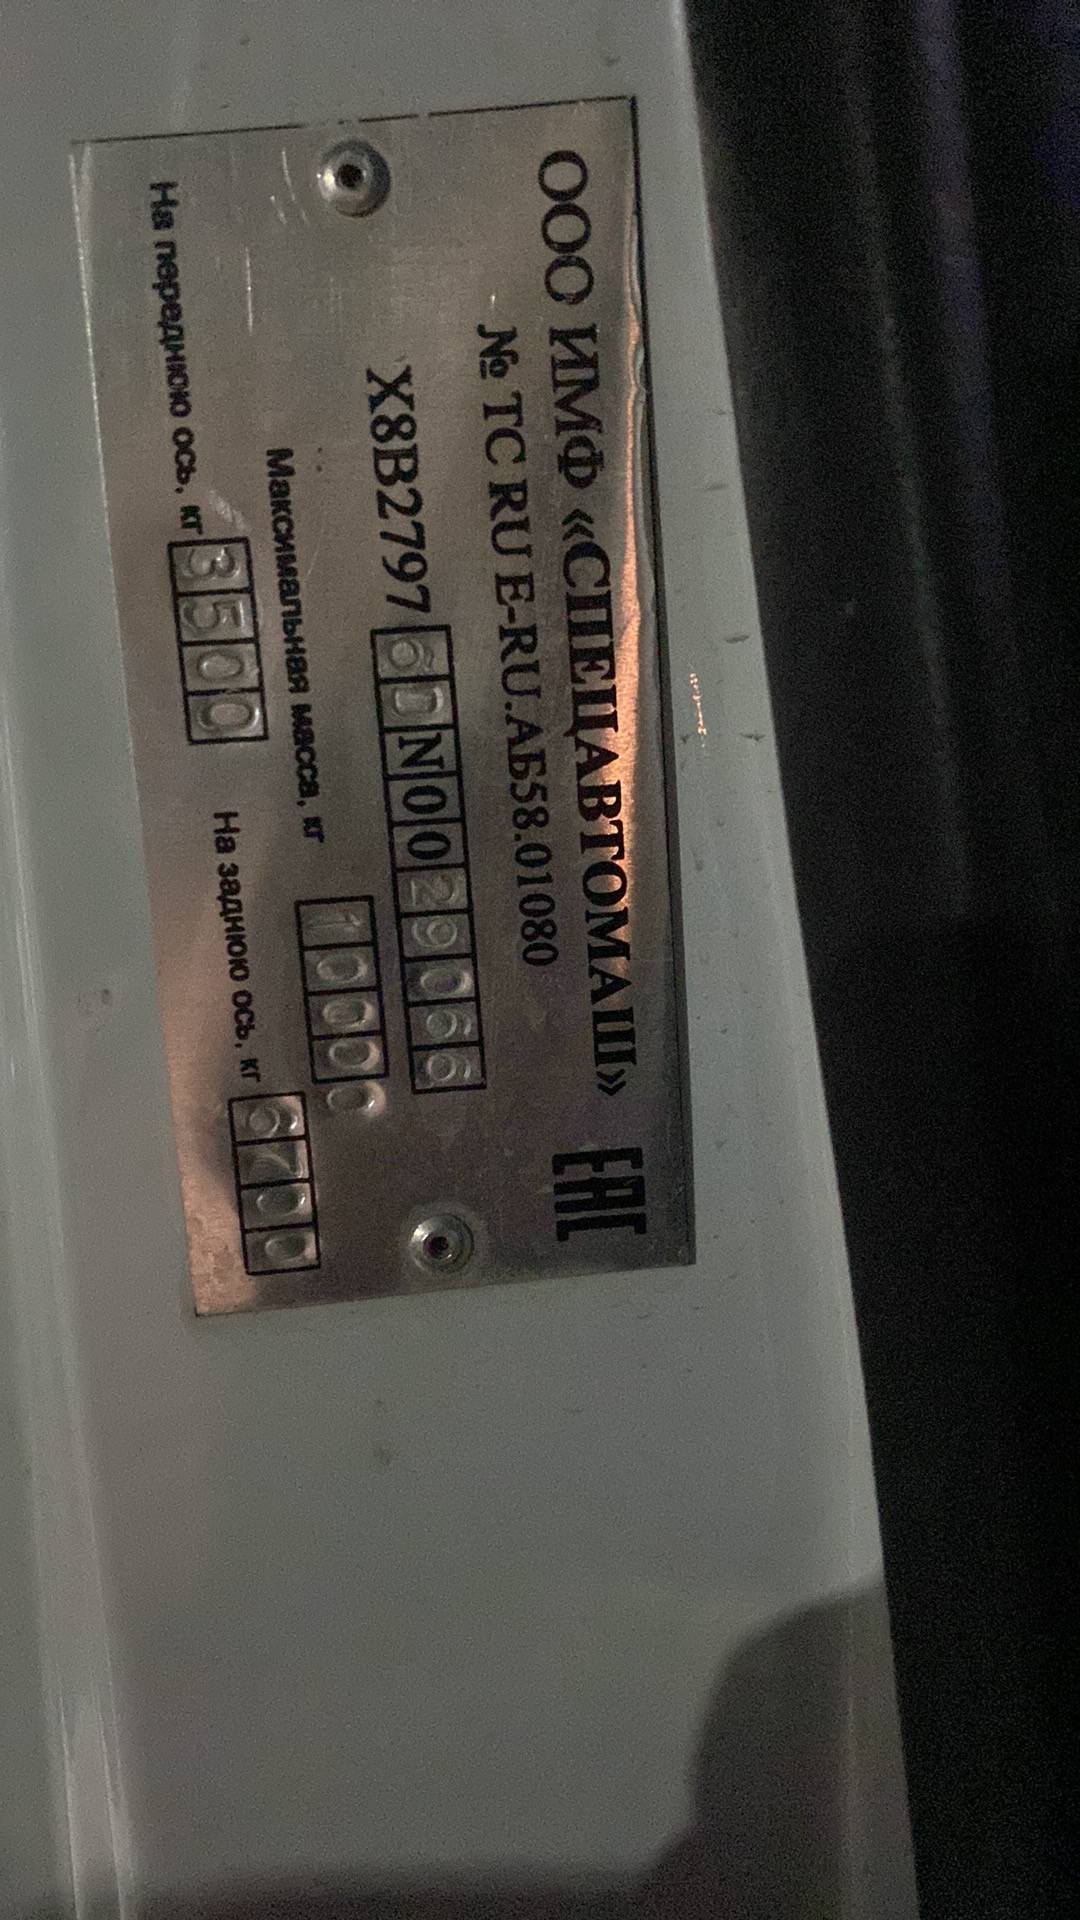 ООО ИМФ «СПЕЦАВТОМАШ» ЕАС
№ ТС RU E-RU.АБ58.01080
X8B27976DN0029066
Максимальная масса, кг 10000
На переднюю ось, кг 3500 На заднюю ось, кг 6700